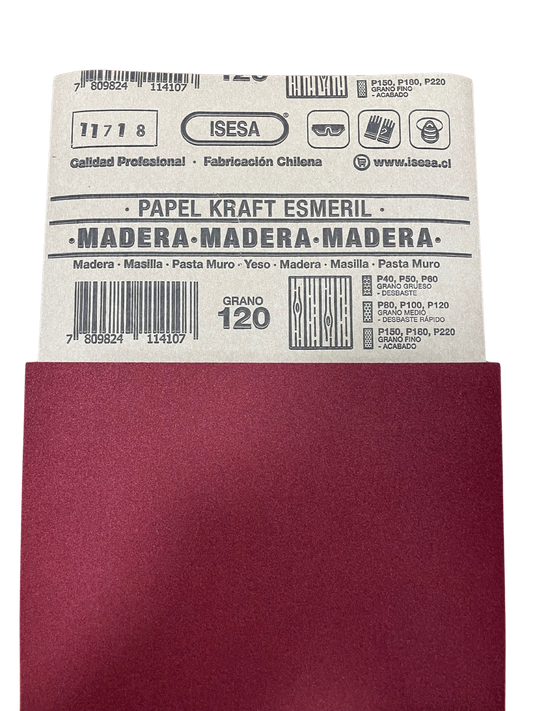 120
P150, P180, P220
GRANO FINO
- ACABADO
7 809824 114107
11718
ISESA®
Calidad Profesional · Fabricación Chilena
www.isesa.cl
· PAPEL KRAFT ESMERIL ·
·MADERA·MADERA·MADERA·
Madera · Masilla · Pasta Muro · Yeso · Madera · Masilla · Pasta Muro
P40, P50, P60
GRANO GRUESO
- DESBASTE
GRANO
120
P80, P100, P120
GRANO MEDIO
- DESBASTE RÁPIDO
P150, P180, P220
GRANO FINO
- ACABADO
7 809824 114107